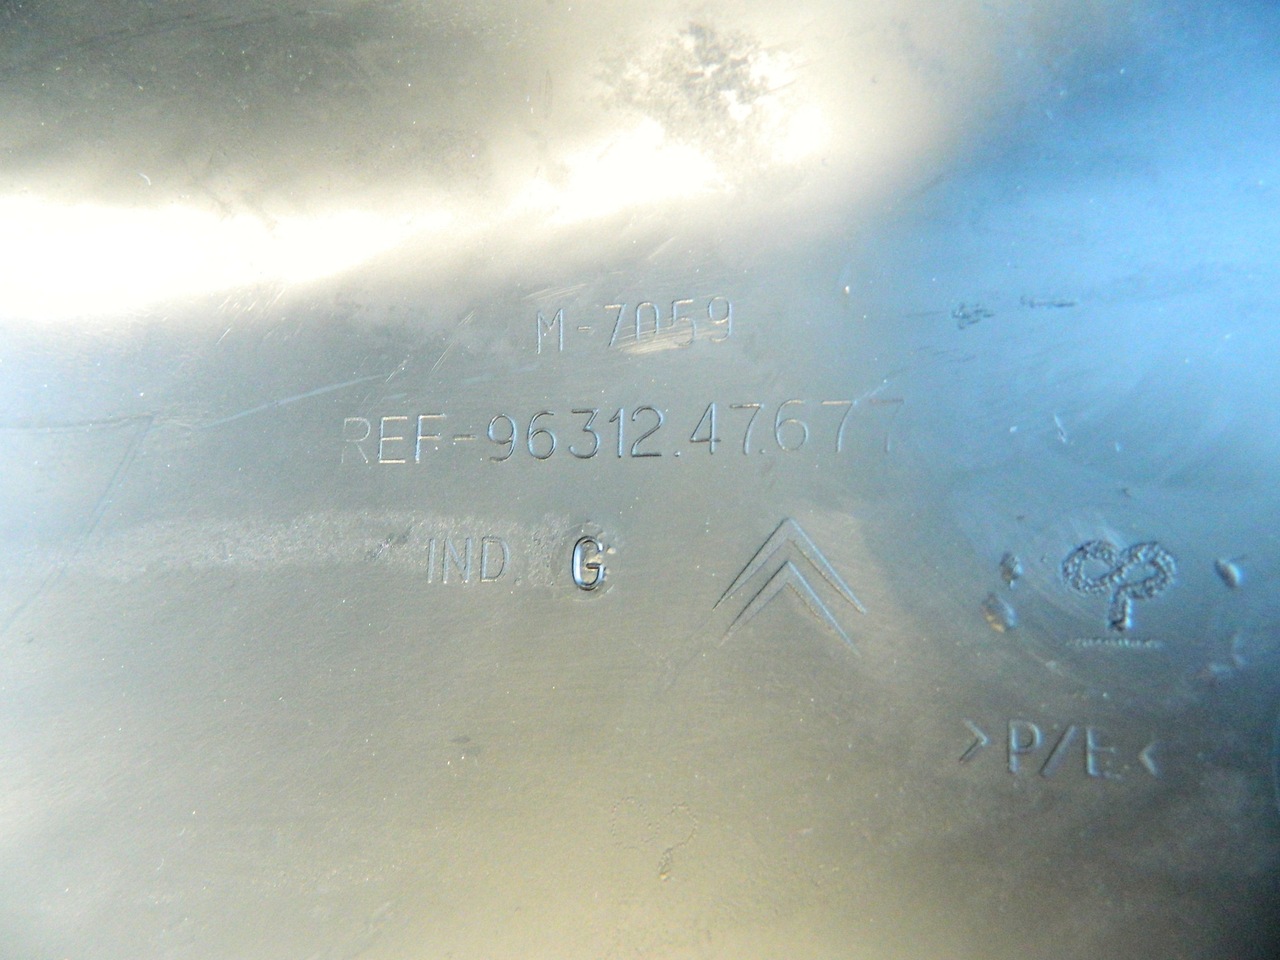 M-7059
REF-96312.47.677
IND. G
>P/E<